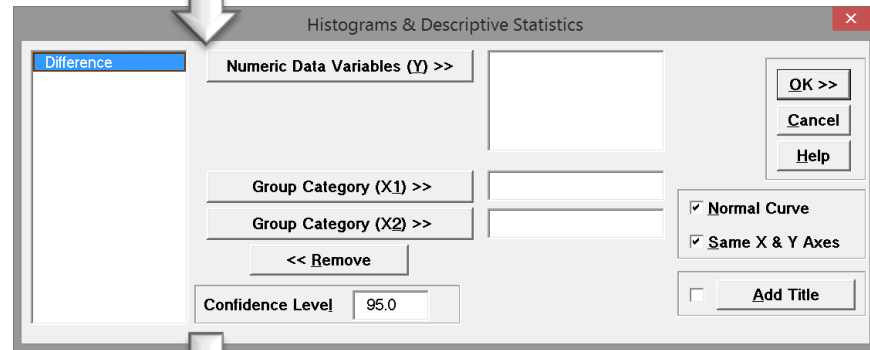 Histograms & Descriptive Statistics
×
Difference
Numeric Data Variables (Y) >>
Group Category (X1) >>
Group Category (X2) >>
<< Remove
Confidence Level
95.0
OK >>
Cancel
Help
Normal Curve
Same X & Y Axes
Add Title